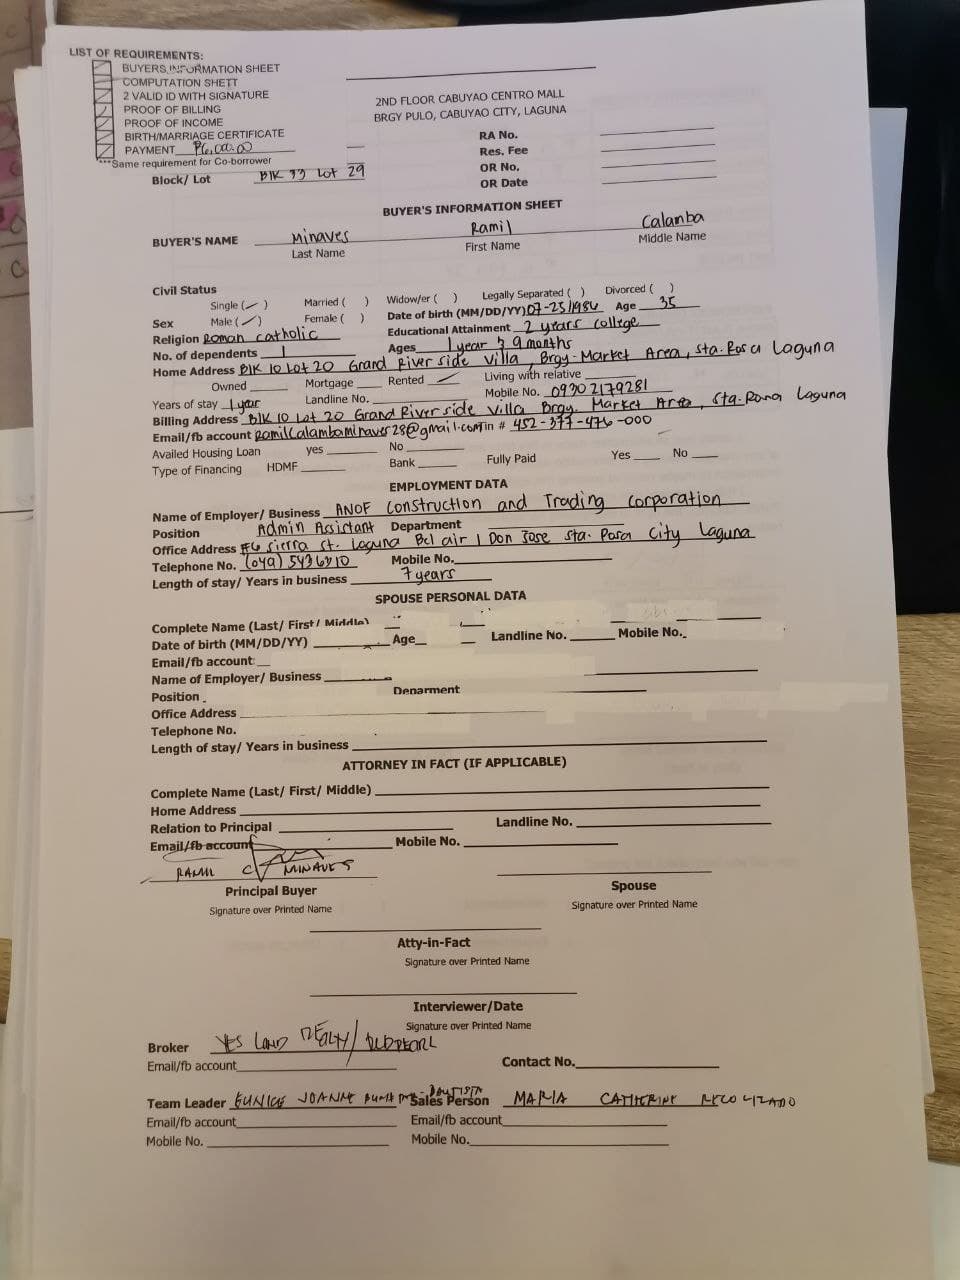 LIST OF REQUIREMENTS:
BUYERS INFORMATION SHEET
COMPUTATION SHETT
2 VALID ID WITH SIGNATURE
PROOF OF BILLING
PROOF OF INCOME
BIRTH/MARRIAGE CERTIFICATE
PAYMENT
***Same requirement for Co-borrower
Block/ Lot Blk 33 Lot 29
2ND FLOOR CABUYAO CENTRO MALL
BRGY PULO, CABUYAO CITY, LAGUNA
RA No.
Res. Fee
OR No.
OR Date
BUYER'S INFORMATION SHEET
BUYER'S NAME Minaves Ramil Calamba
Last Name First Name Middle Name
Civil Status
Single (✓) Married ( ) Widow/er ( ) Legally Separated ( ) Divorced ( )
Sex Male (✓) Female ( ) Date of birth (MM/DD/YY) Age 35
Religion Roman catholic Educational Attainment 2 years college
No. of dependents 1 Ages 1 year 3 9 months
Home Address Blk 10 Lot 20 Grand River side Villa, Brgy. Market Area, Sta. Rosa Laguna
Owned Mortgage Rented ✓ Living with relative
Years of stay 1 year Landline No. Mobile No. 09302179281
Billing Address Blk 10 Lot 20 Grand River side Villa Brgy. Market Area, Sta. Rosa Laguna
Email/fb account Tin # 452-377-476-000
Availed Housing Loan yes No
Type of Financing HDMF Bank Fully Paid Yes No
EMPLOYMENT DATA
Name of Employer/ Business ANOF Construction and Trading Corporation
Position Admin Assistant Department
Office Address Sierra St. Laguna Bel air 1 Don Jose Sta. Rosa City Laguna
Telephone No. (049) 5436310 Mobile No.
Length of stay/ Years in business 7 years
SPOUSE PERSONAL DATA
Complete Name (Last/ First/ Middle)
Date of birth (MM/DD/YY) Age Landline No. Mobile No.
Email/fb account
Name of Employer/ Business
Position Deparment
Office Address
Telephone No.
Length of stay/ Years in business
ATTORNEY IN FACT (IF APPLICABLE)
Complete Name (Last/ First/ Middle)
Home Address
Relation to Principal Landline No.
Email/fb account Mobile No.
RAMIL C MINAVES
Principal Buyer Spouse
Signature over Printed Name Signature over Printed Name
Atty-in-Fact
Signature over Printed Name
Interviewer/Date
Signature over Printed Name
Broker YES LAND REALTY/
Email/fb account Contact No.
Team Leader EUNICE JOANNE BAUTISTA Sales Person MARIA CATHERINE
Email/fb account Email/fb account
Mobile No. Mobile No.